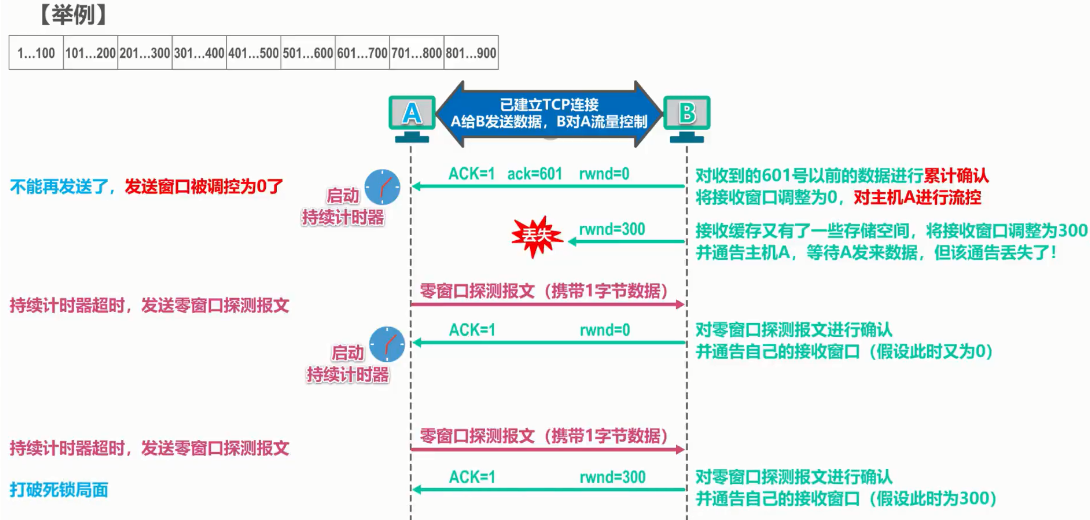 【举例】
1…100 101…200 201…300 301…400 401…500 501…600 601…700 701…800 801…900
A
已建立TCP连接
A给B发送数据，B对A流量控制
B
不能再发送了，发送窗口被调控为0了
启动
持续计时器
ACK=1 ack=601 rwnd=0
对收到的601号以前的数据进行累计确认
将接收窗口调整为0，对主机A进行流控
丢失
rwnd=300
接收缓存又有了一些存储空间，将接收窗口调整为300
并通告主机A，等待A发来数据，但该通告丢失了！
持续计时器超时，发送零窗口探测报文
零窗口探测报文（携带1字节数据）
启动
持续计时器
ACK=1 rwnd=0
对零窗口探测报文进行确认
并通告自己的接收窗口（假设此时又为0）
持续计时器超时，发送零窗口探测报文
零窗口探测报文（携带1字节数据）
打破死锁局面
ACK=1 rwnd=300
对零窗口探测报文进行确认
并通告自己的接收窗口（假设此时为300）